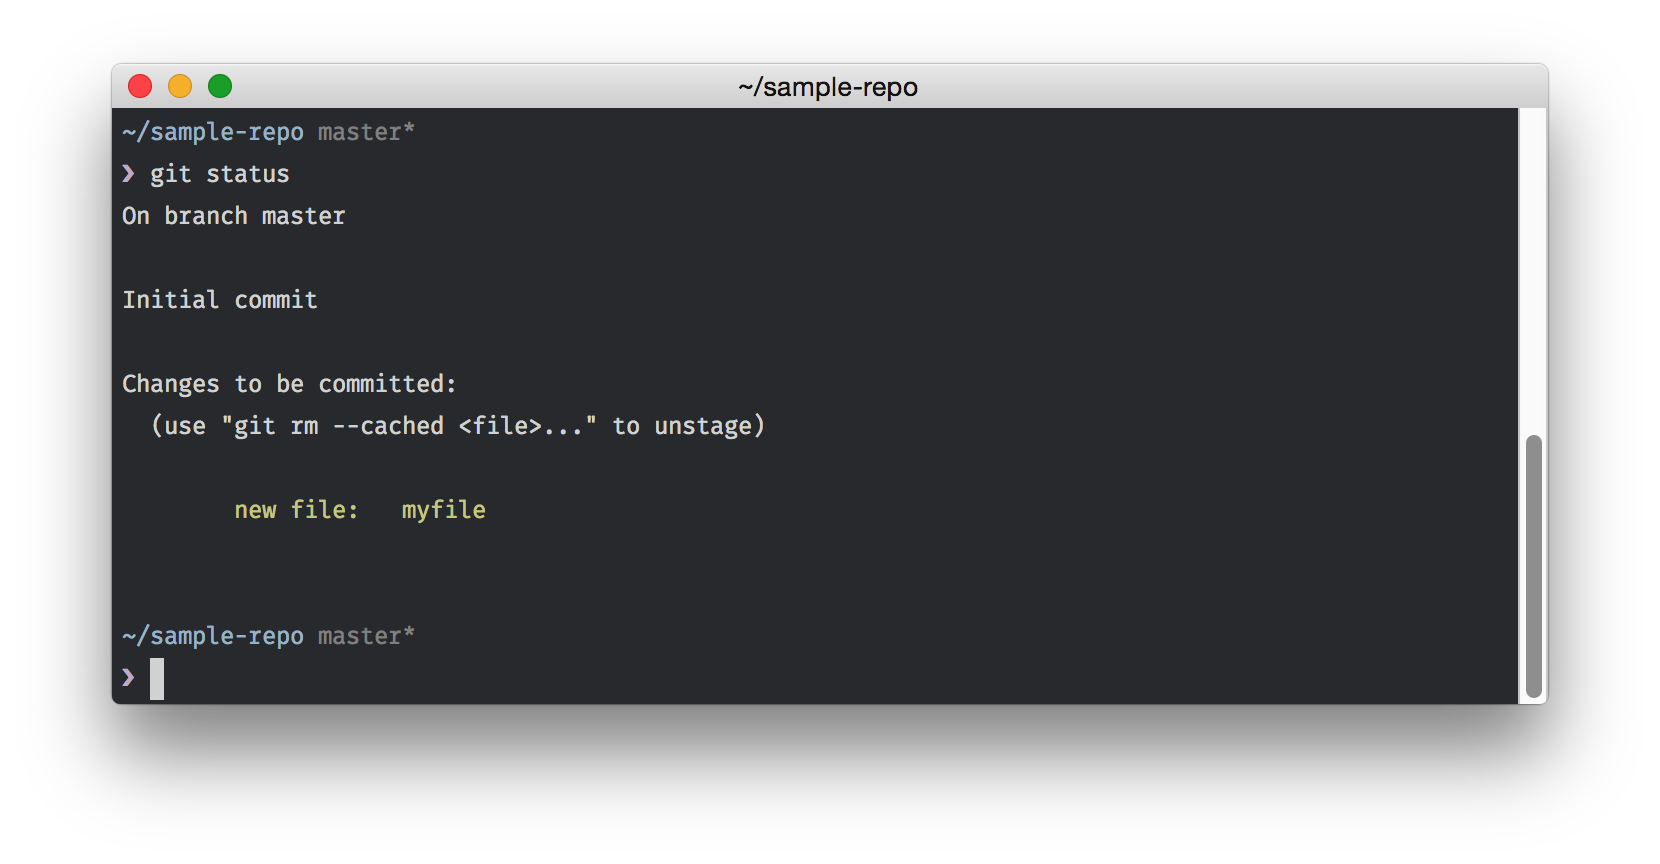 ~/sample-repo
~/sample-repo master*
❯ git status
On branch master
Initial commit
Changes to be committed:
  (use "git rm --cached <file>..." to unstage)
        new file:   myfile
~/sample-repo master*
❯